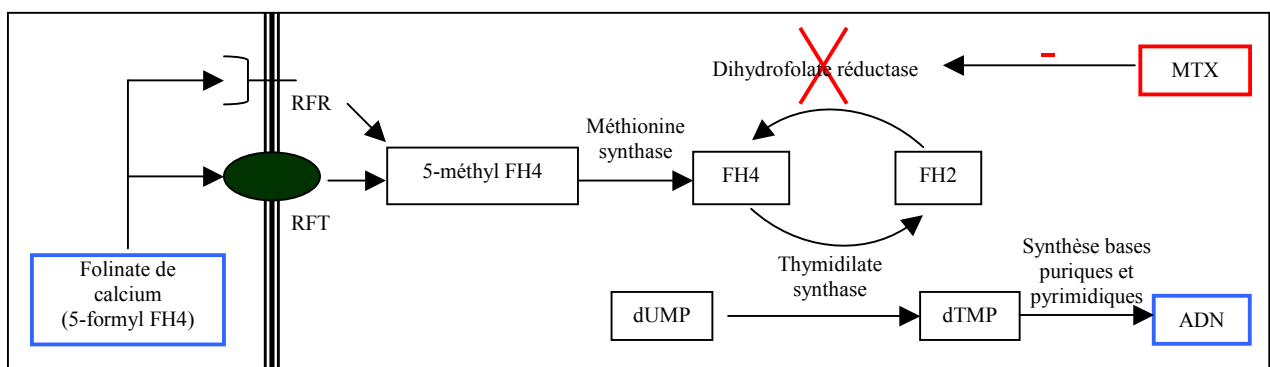 Dihydrofolate réductase
-
MTX
RFR
Méthionine
synthase
5-méthyl FH4
FH4
FH2
RFT
Folinate de
calcium
(5-formyl FH4)
Thymidilate
synthase
Synthèse bases
puriques et
pyrimidiques
dUMP
dTMP
ADN